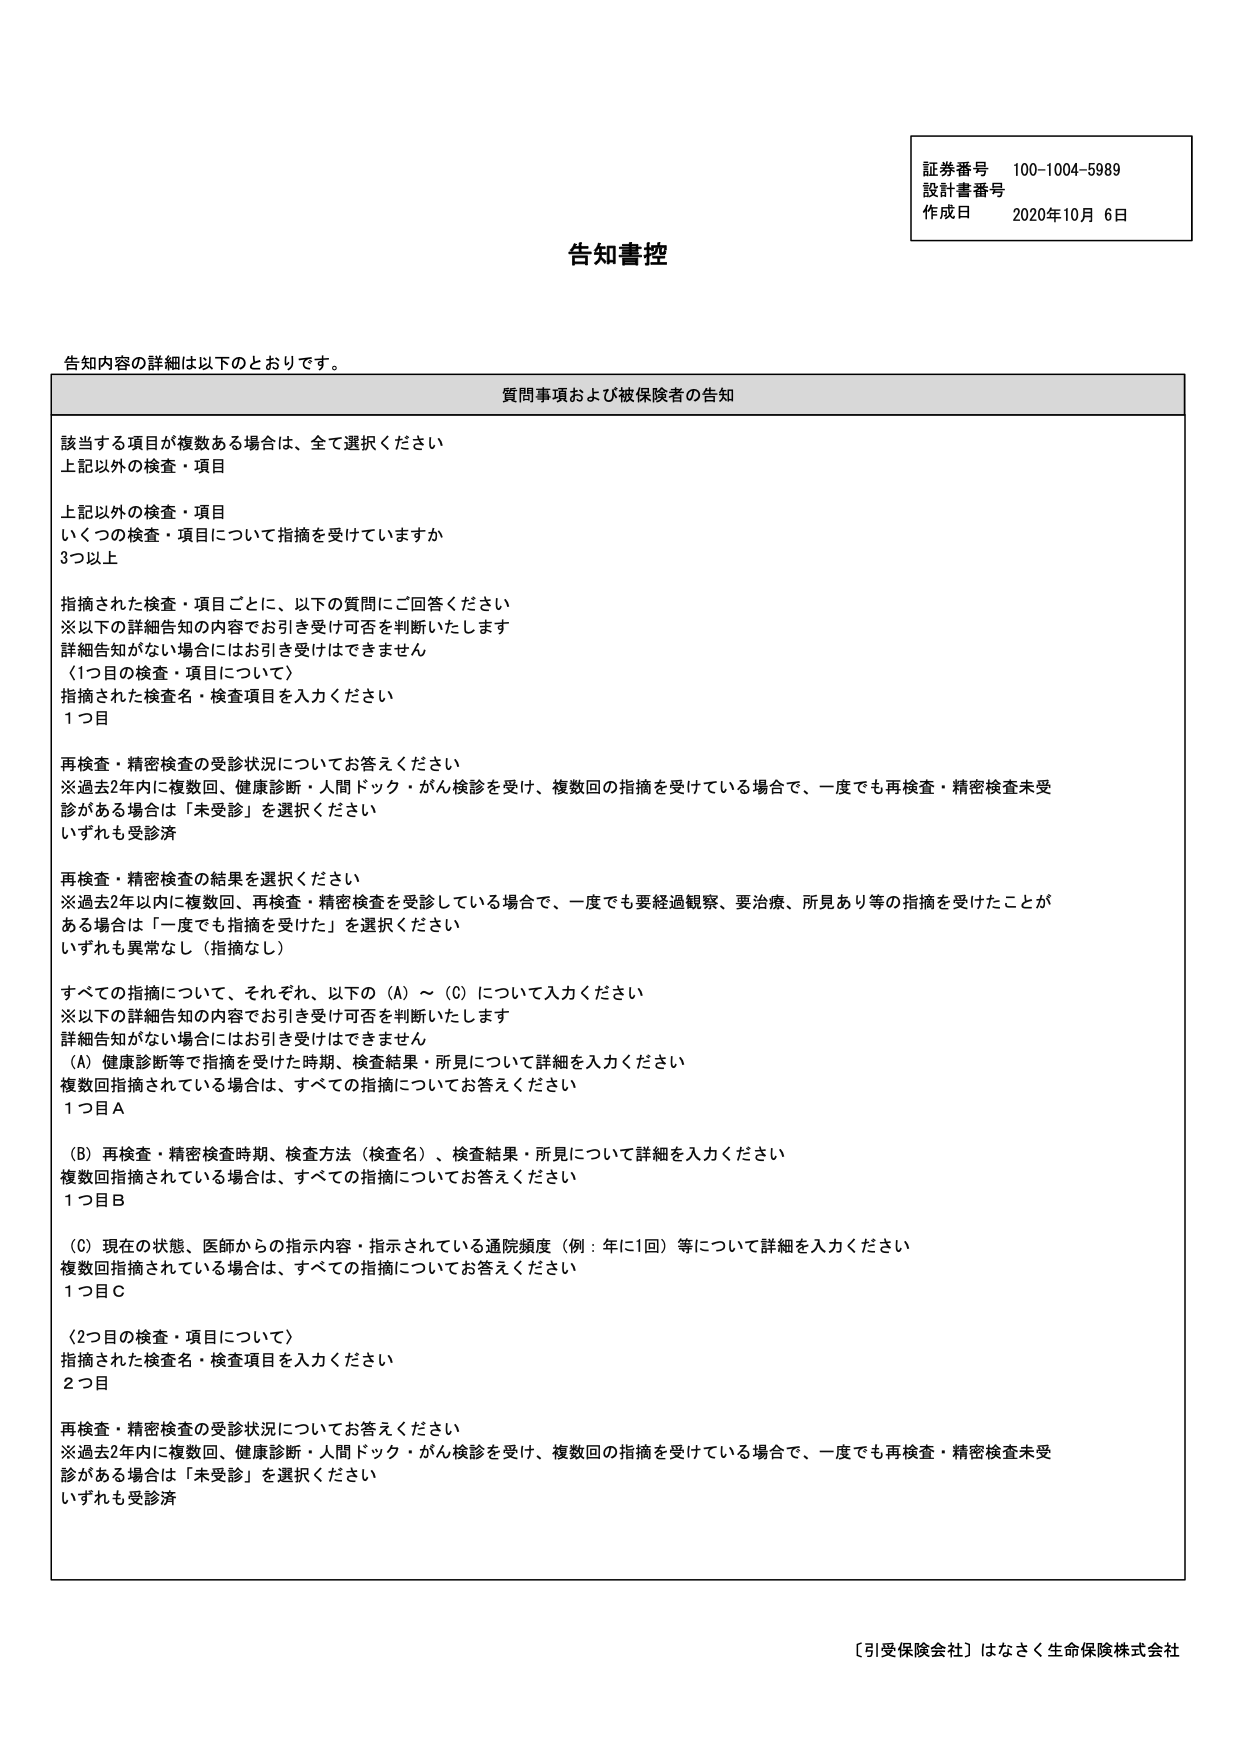 証券番号 100-1004-5989
設計書番号
作成日 2020年10月 6日
告知書控
告知内容の詳細は以下のとおりです。
質問事項および被保険者の告知
該当する項目が複数ある場合は、全て選択ください
上記以外の検査・項目
上記以外の検査・項目
いくつの検査・項目について指摘を受けていますか
3つ以上
指摘された検査・項目ごとに、以下の質問にご回答ください
※以下の詳細告知の内容でお引き受け可否を判断いたします
詳細告知がない場合にはお引き受けはできません
〈1つ目の検査・項目について〉
指摘された検査名・検査項目を入力ください
１つ目
再検査・精密検査の受診状況についてお答えください
※過去2年内に複数回、健康診断・人間ドック・がん検診を受け、複数回の指摘を受けている場合で、一度でも再検査・精密検査未受
診がある場合は「未受診」を選択ください
いずれも受診済
再検査・精密検査の結果を選択ください
※過去2年以内に複数回、再検査・精密検査を受診している場合で、一度でも要経過観察、要治療、所見あり等の指摘を受けたことが
ある場合は「一度でも指摘を受けた」を選択ください
いずれも異常なし（指摘なし）
すべての指摘について、それぞれ、以下の（A）～（C）について入力ください
※以下の詳細告知の内容でお引き受け可否を判断いたします
詳細告知がない場合にはお引き受けはできません
（A）健康診断等で指摘を受けた時期、検査結果・所見について詳細を入力ください
複数回指摘されている場合は、すべての指摘についてお答えください
１つ目Ａ
（B）再検査・精密検査時期、検査方法（検査名）、検査結果・所見について詳細を入力ください
複数回指摘されている場合は、すべての指摘についてお答えください
１つ目Ｂ
（C）現在の状態、医師からの指示内容・指示されている通院頻度（例：年に1回）等について詳細を入力ください
複数回指摘されている場合は、すべての指摘についてお答えください
１つ目Ｃ
〈2つ目の検査・項目について〉
指摘された検査名・検査項目を入力ください
２つ目
再検査・精密検査の受診状況についてお答えください
※過去2年内に複数回、健康診断・人間ドック・がん検診を受け、複数回の指摘を受けている場合で、一度でも再検査・精密検査未受
診がある場合は「未受診」を選択ください
いずれも受診済
〔引受保険会社〕はなさく生命保険株式会社